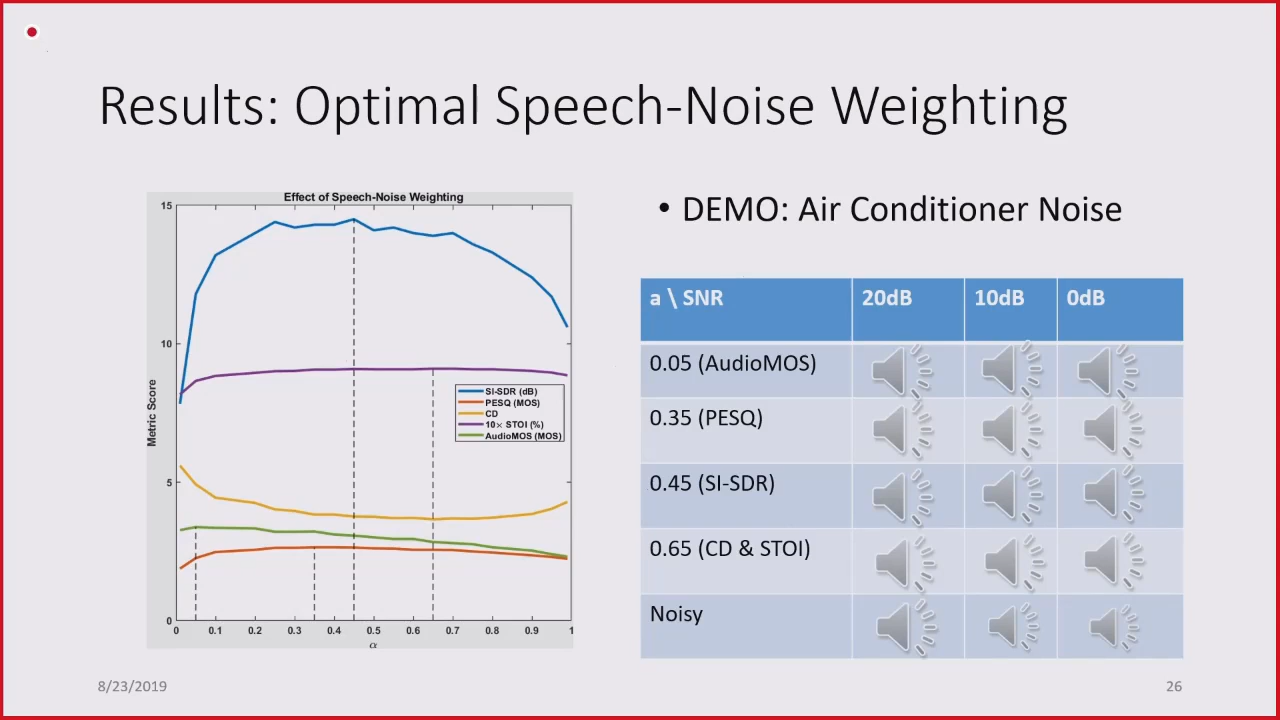 Results: Optimal Speech-Noise Weighting
Effect of Speech-Noise Weighting
Metric Score
15
10
5
0
0 0.1 0.2 0.3 0.4 0.5 0.6 0.7 0.8 0.9 1
α
SI-SDR (dB)
PESQ (MOS)
CD
10× STOI (%)
AudioMOS (MOS)
• DEMO: Air Conditioner Noise
a \ SNR 20dB 10dB 0dB
0.05 (AudioMOS)
0.35 (PESQ)
0.45 (SI-SDR)
0.65 (CD & STOI)
Noisy
8/23/2019
26